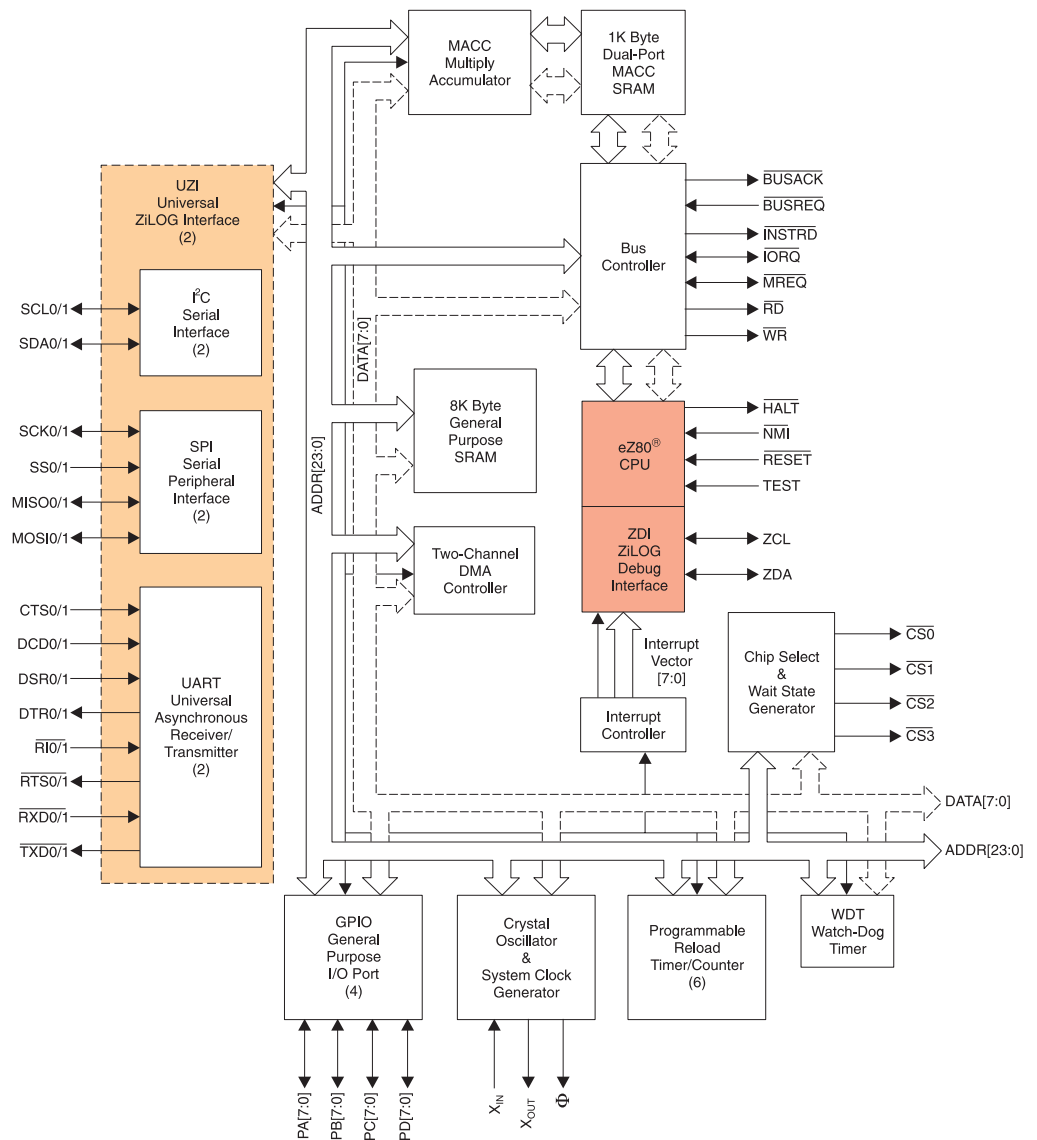 MACC
Multiply
Accumulator
1K Byte
Dual-Port
MACC
SRAM
UZI
Universal
ZiLOG Interface
(2)
I²C
Serial
Interface
(2)
SCL0/1
SDA0/1
SPI
Serial
Peripheral
Interface
(2)
SCK0/1
SS0/1
MISO0/1
MOSI0/1
UART
Universal
Asynchronous
Receiver/
Transmitter
(2)
CTS0/1
DCD0/1
DSR0/1
DTR0/1
RI0/1
RTS0/1
RXD0/1
TXD0/1
ADDR[23:0]
DATA[7:0]
Bus
Controller
BUSACK
BUSREQ
INSTRD
IORQ
MREQ
RD
WR
8K Byte
General
Purpose
SRAM
eZ80®
CPU
HALT
NMI
RESET
TEST
Two-Channel
DMA
Controller
ZDI
ZiLOG
Debug
Interface
ZCL
ZDA
Interrupt
Vector
[7:0]
Interrupt
Controller
Chip Select
&
Wait State
Generator
CS0
CS1
CS2
CS3
DATA[7:0]
ADDR[23:0]
GPIO
General
Purpose
I/O Port
(4)
Crystal
Oscillator
&
System Clock
Generator
Programmable
Reload
Timer/Counter
(6)
WDT
Watch-Dog
Timer
PA[7:0]
PB[7:0]
PC[7:0]
PD[7:0]
XIN
XOUT
Φ